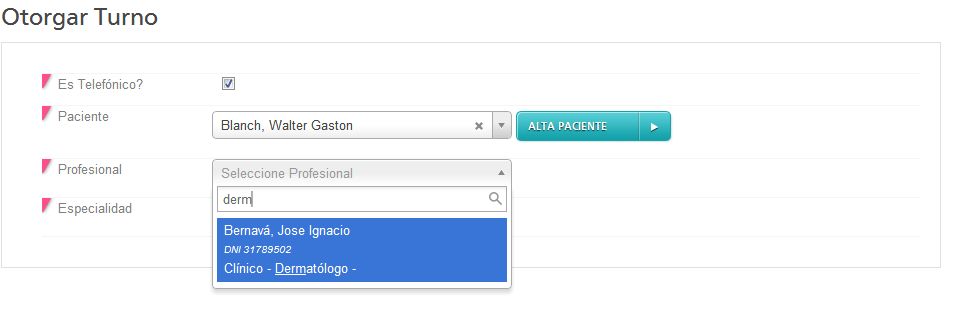 Otorgar Turno
Es Telefónico?
Paciente
Blanch, Walter Gaston
ALTA PACIENTE
Profesional
Seleccione Profesional
derm
Especialidad
Bernavá, Jose Ignacio
DNI 31789502
Clínico - Dermatólogo -